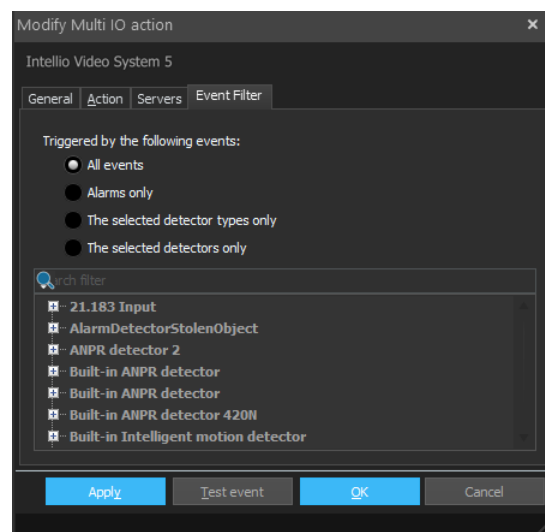 Modify Multi IO action
Intellio Video System 5
General Action Servers Event Filter
Triggered by the following events:
All events
Alarms only
The selected detector types only
The selected detectors only
rch filter
21.183 Input
AlarmDetectorStolenObject
ANPR detector 2
Built-in ANPR detector
Built-in ANPR detector
Built-in ANPR detector 420N
Built-in Intelligent motion detector
Apply Test event OK Cancel